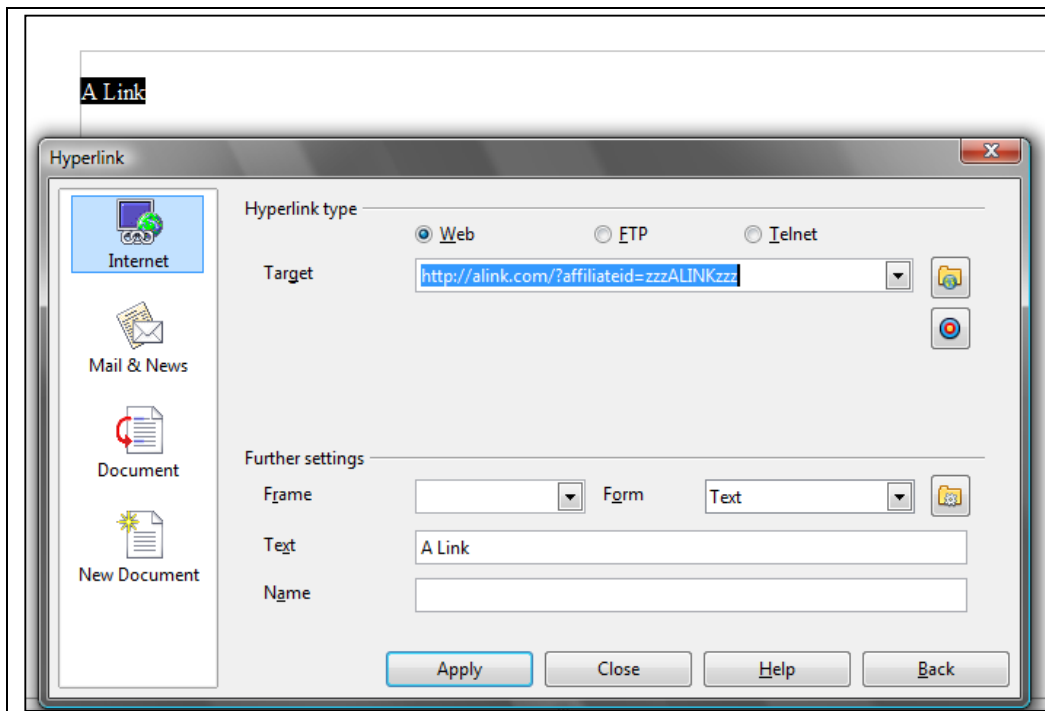 A Link
Hyperlink
Internet
Mail & News
Document
New Document
Hyperlink type
Web FTP Telnet
Target http://alink.com/?affiliateid=zzzALINKzzz
Further settings
Frame Form Text
Text A Link
Name
Apply Close Help Back